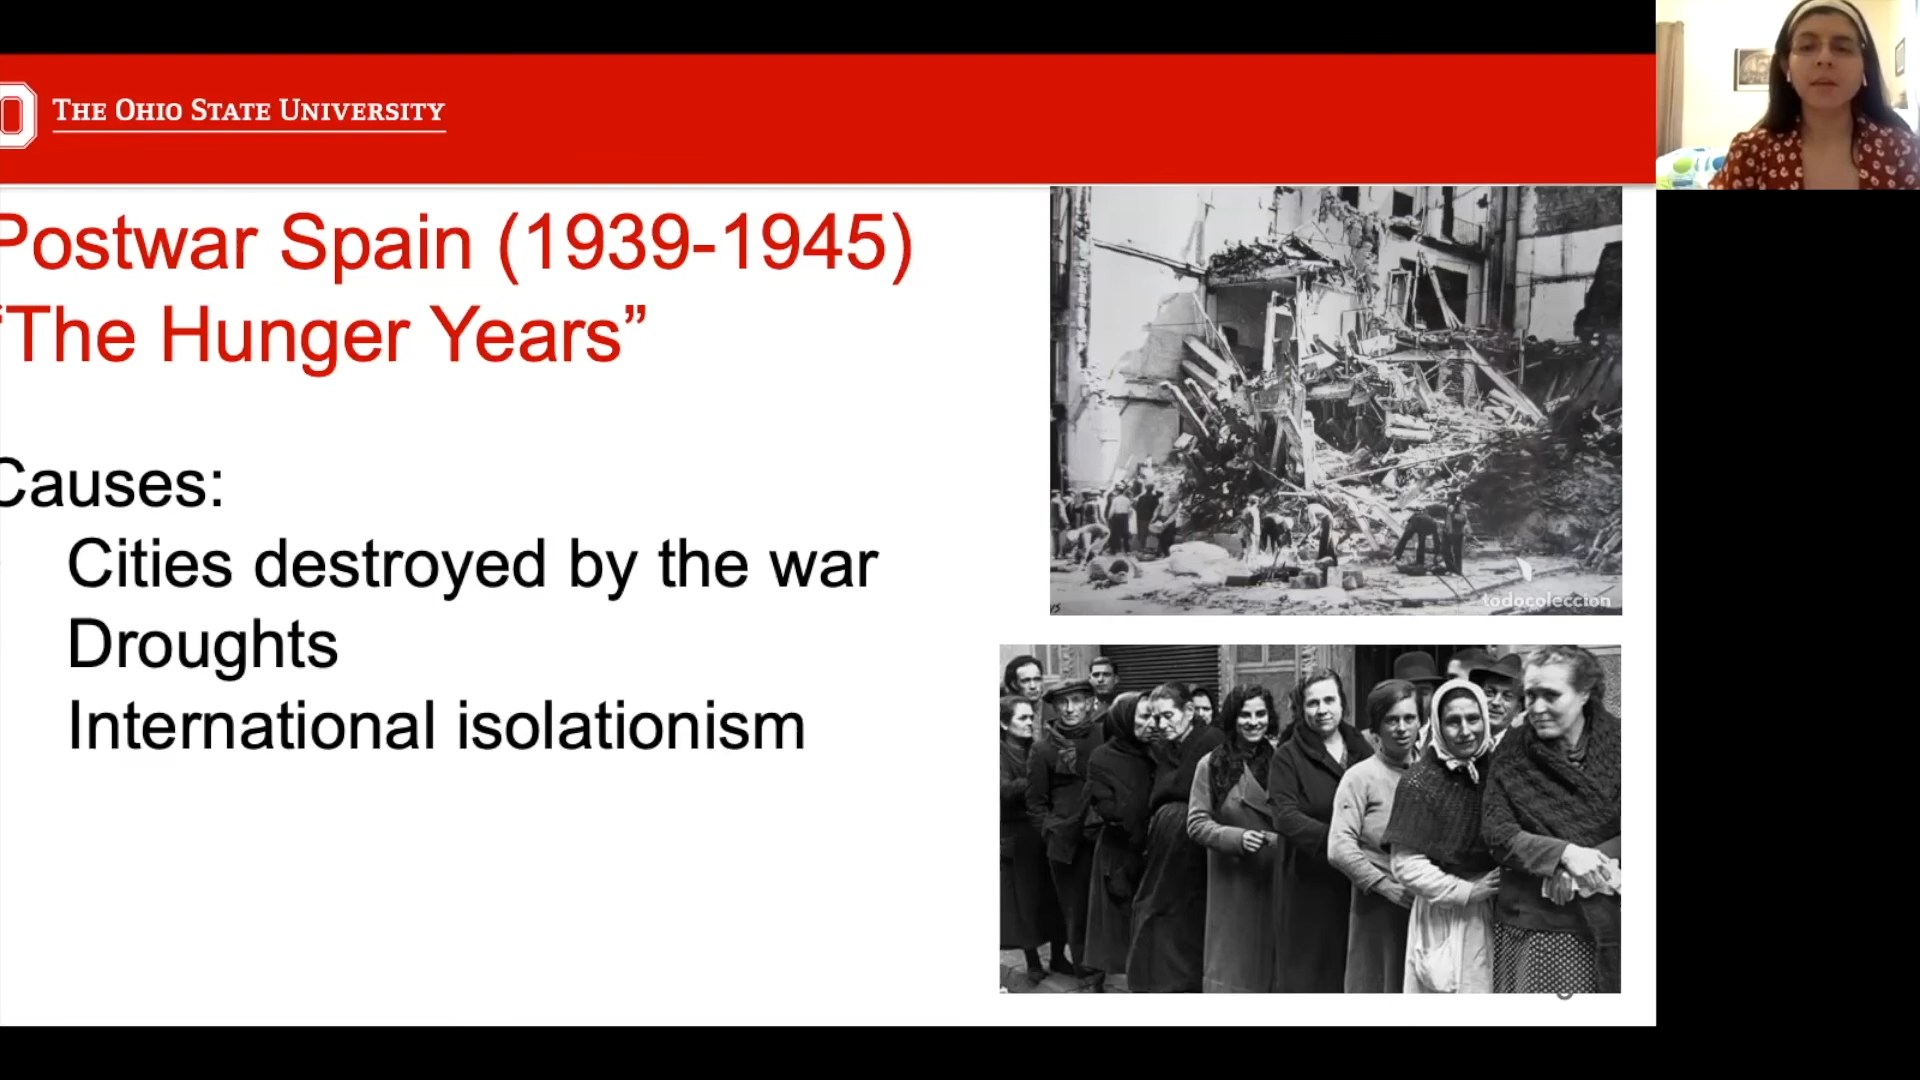 THE OHIO STATE UNIVERSITY
Postwar Spain (1939-1945)
"The Hunger Years”
Causes:
Cities destroyed by the war
Droughts
International isolationism
todocoleccion